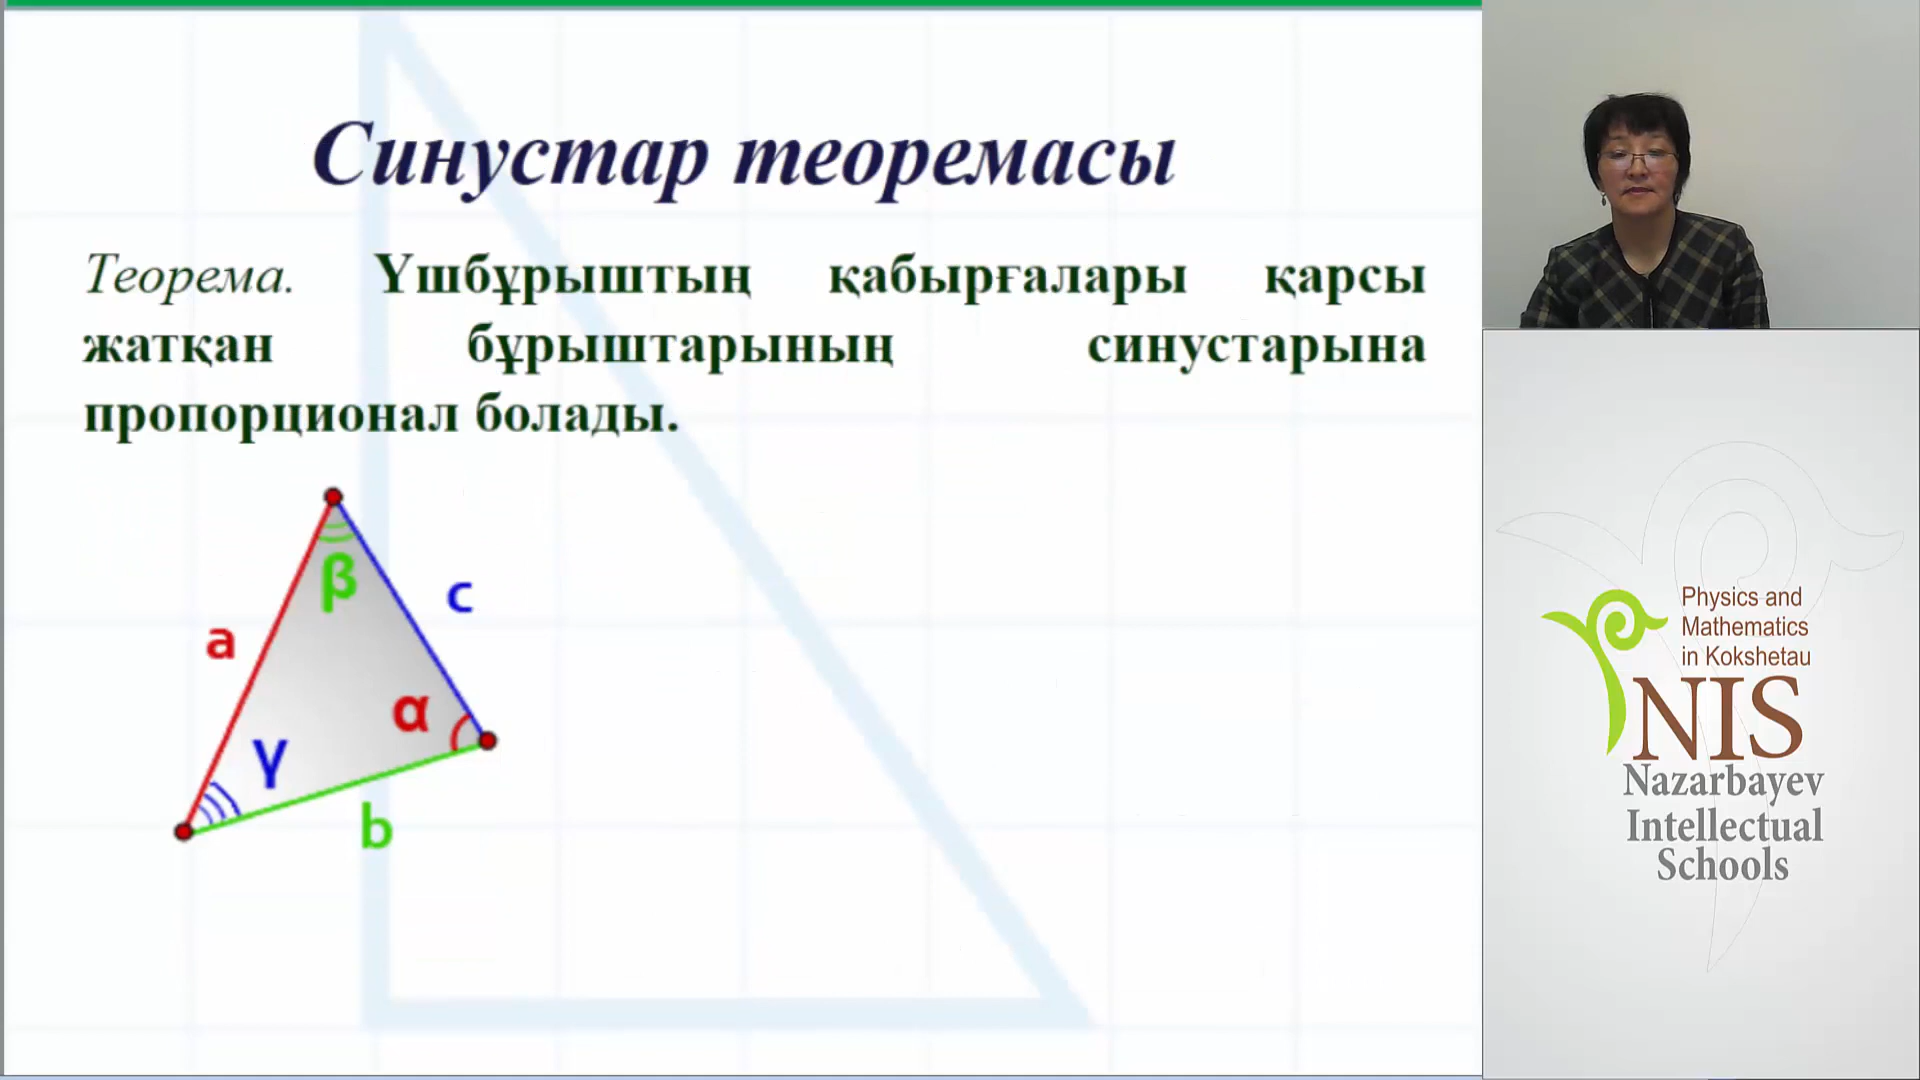 Синустар теоремасы
Теорема. Үшбұрыштың қабырғалары қарсы
жатқан бұрыштарының синустарына
пропорционал болады.
β
c
a
α
γ
b
Physics and
Mathematics
in Kokshetau
NIS
Nazarbayev
Intellectual
Schools